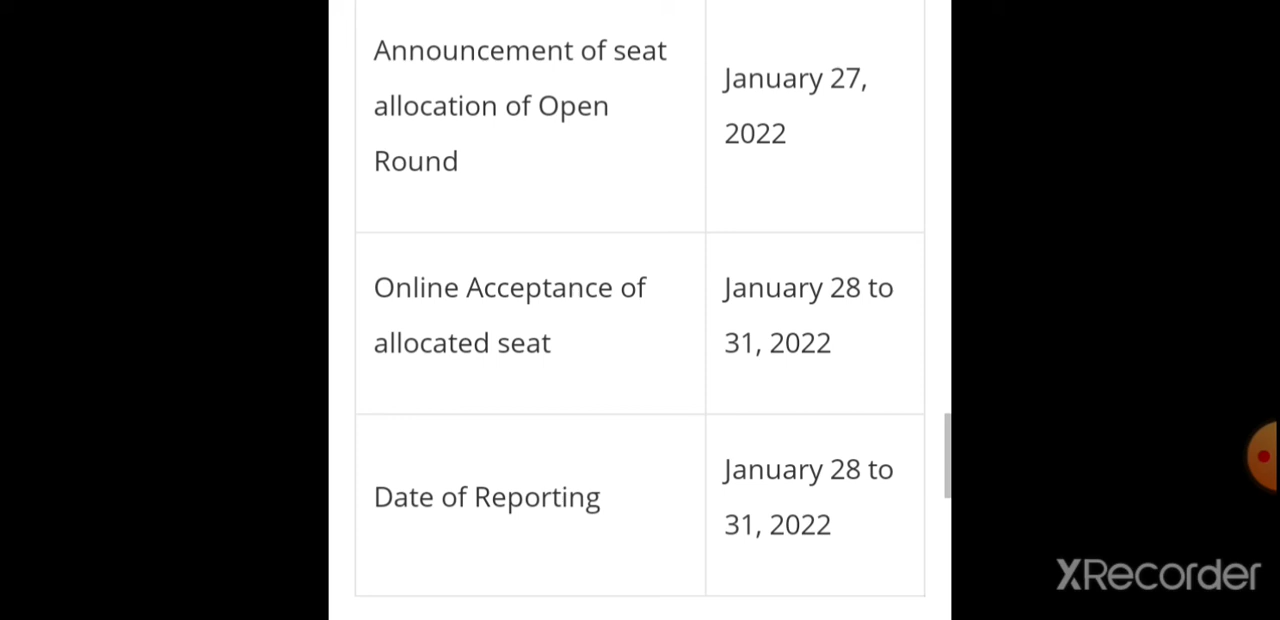 Announcement of seat
allocation of Open
Round
January 27,
2022
Online Acceptance of
allocated seat
January 28 to
31, 2022
Date of Reporting
January 28 to
31, 2022
XRecorder